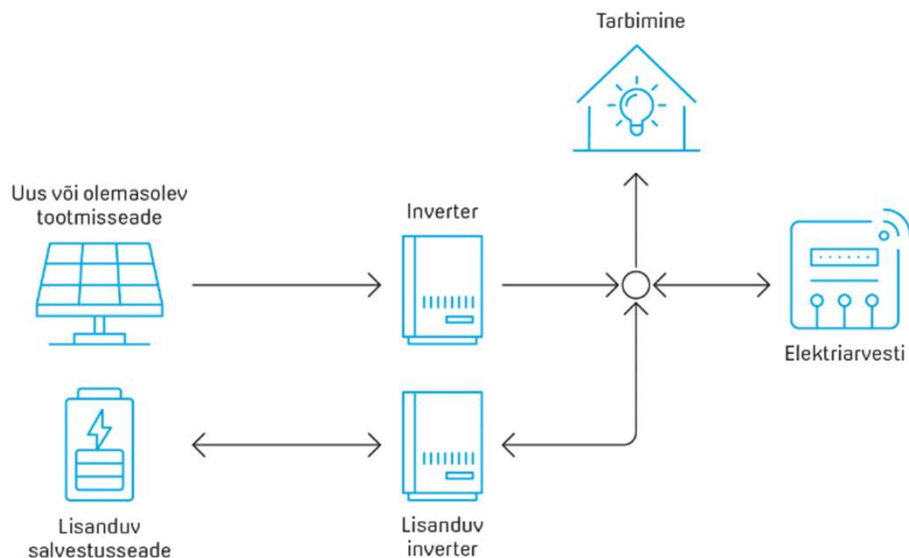 Tarbimine
Uus või olemasolev
tootmisseade
Inverter
Elektriarvesti
Lisanduv
salvestusseade
Lisanduv
inverter